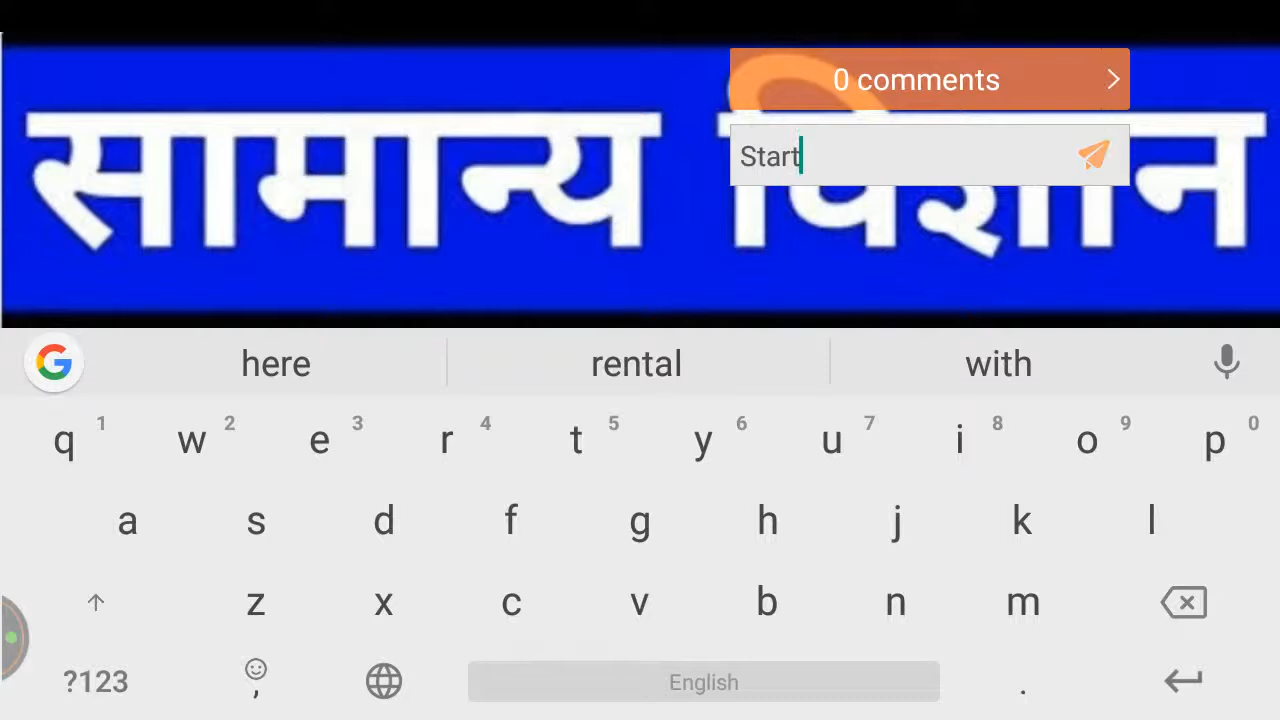 सामान्य विज्ञान
0 comments
Start
here rental with
q 1 w 2 e 3 r 4 t 5 y 6 u 7 i 8 o 9 p 0
a s d f g h j k l
z x c v b n m
?123 , English .